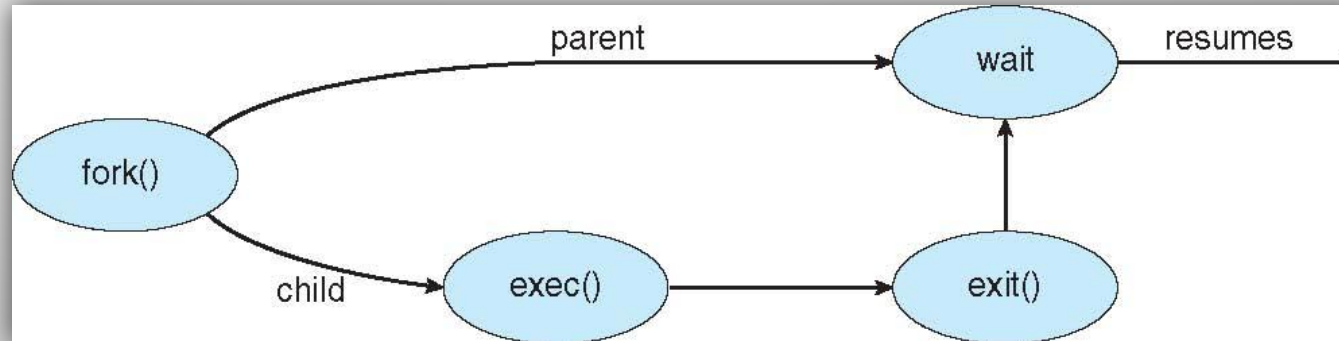 parent
wait
resumes
fork()
child
exec()
exit()